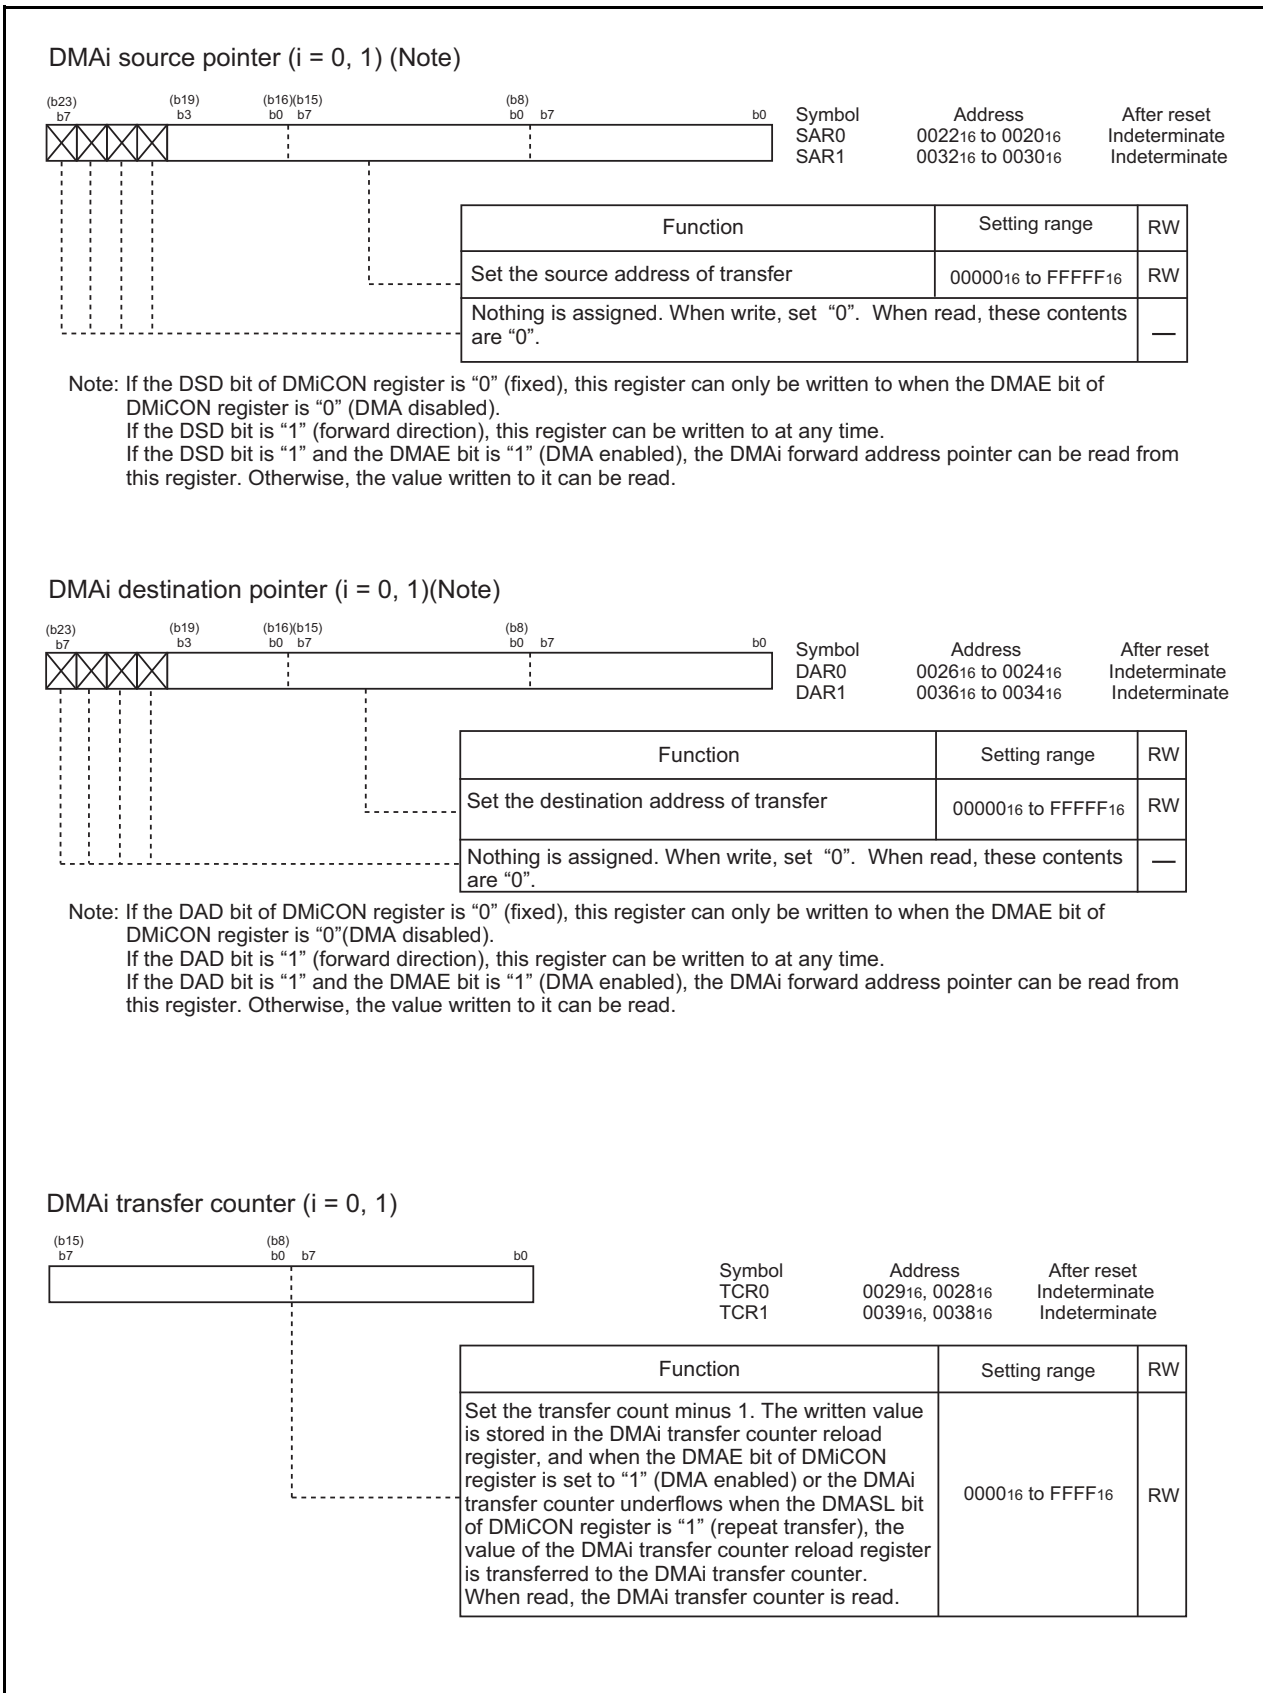 DMAi source pointer (i = 0, 1) (Note)
(b23) (b19) (b16)(b15) (b8)
b7 b3 b0 b7 b0 b7 b0
Symbol Address After reset
SAR0 002216 to 002016 Indeterminate
SAR1 003216 to 003016 Indeterminate
Function Setting range RW
Set the source address of transfer 0000016 to FFFFF16 RW
Nothing is assigned. When write, set “0”. When read, these contents
are “0”. —
Note: If the DSD bit of DMiCON register is “0” (fixed), this register can only be written to when the DMAE bit of
DMiCON register is “0” (DMA disabled).
If the DSD bit is “1” (forward direction), this register can be written to at any time.
If the DSD bit is “1” and the DMAE bit is “1” (DMA enabled), the DMAi forward address pointer can be read from
this register. Otherwise, the value written to it can be read.
DMAi destination pointer (i = 0, 1)(Note)
(b23) (b19) (b16)(b15) (b8)
b7 b3 b0 b7 b0 b7 b0
Symbol Address After reset
DAR0 002616 to 002416 Indeterminate
DAR1 003616 to 003416 Indeterminate
Function Setting range RW
Set the destination address of transfer 0000016 to FFFFF16 RW
Nothing is assigned. When write, set “0”. When read, these contents
are “0”. —
Note: If the DAD bit of DMiCON register is “0” (fixed), this register can only be written to when the DMAE bit of
DMiCON register is “0”(DMA disabled).
If the DAD bit is “1” (forward direction), this register can be written to at any time.
If the DAD bit is “1” and the DMAE bit is “1” (DMA enabled), the DMAi forward address pointer can be read from
this register. Otherwise, the value written to it can be read.
DMAi transfer counter (i = 0, 1)
(b15) (b8)
b7 b0 b7 b0
Symbol Address After reset
TCR0 002916, 002816 Indeterminate
TCR1 003916, 003816 Indeterminate
Function Setting range RW
Set the transfer count minus 1. The written value
is stored in the DMAi transfer counter reload
register, and when the DMAE bit of DMiCON
register is set to “1” (DMA enabled) or the DMAi
transfer counter underflows when the DMASL bit 000016 to FFFF16 RW
of DMiCON register is “1” (repeat transfer), the
value of the DMAi transfer counter reload register
is transferred to the DMAi transfer counter.
When read, the DMAi transfer counter is read.